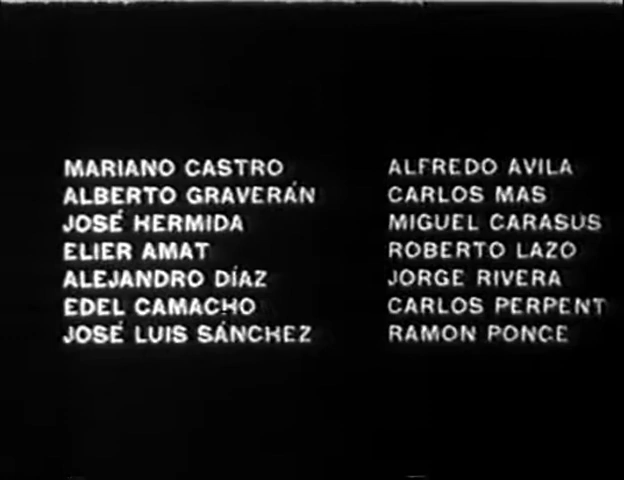 MARIANO CASTRO
ALBERTO GRAVERÁN
JOSÉ HERMIDA
ELIER AMAT
ALEJANDRO DÍAZ
EDEL CAMACHO
JOSÉ LUIS SÁNCHEZ
ALFREDO AVILA
CARLOS MAS
MIGUEL CARASÚS
ROBERTO LAZO
JORGE RIVERA
CARLOS PERPENT
RAMON PONCE